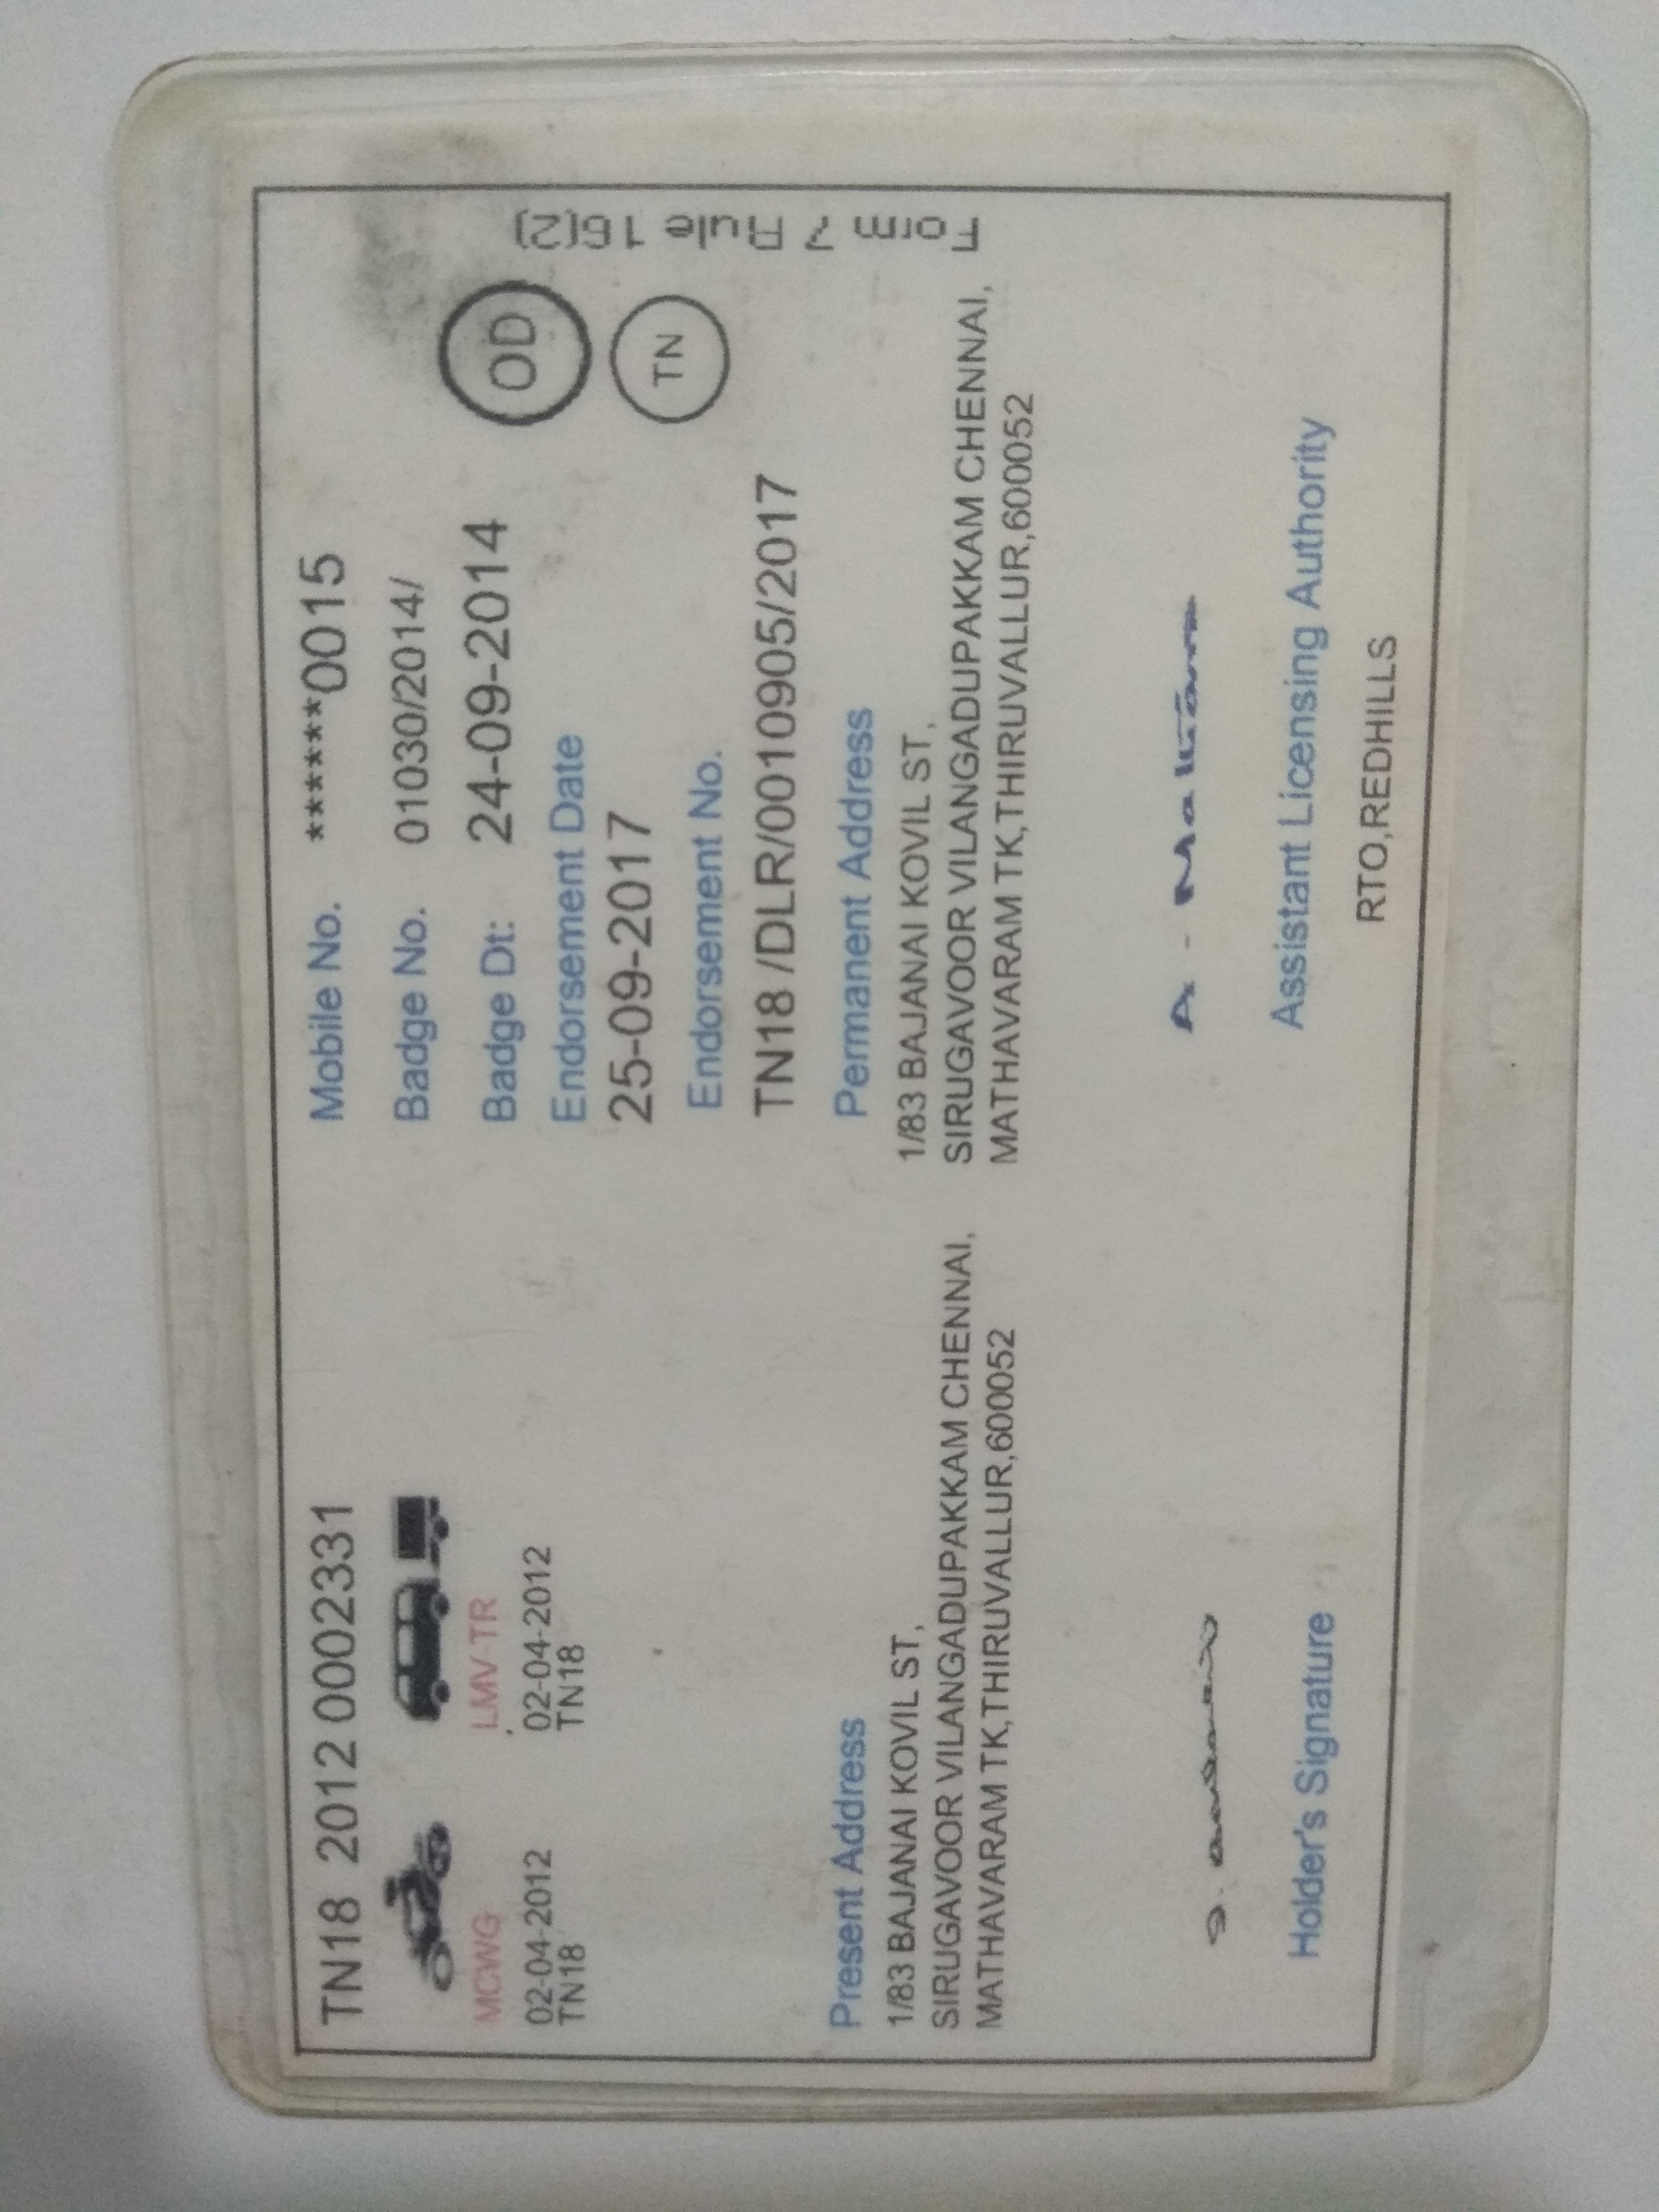 TN18 2012 0002331
MCWG
02-04-2012
TN18
LMV-TR
02-04-2012
TN18
Mobile No. ******0015
Badge No. 01030/2014/
Badge Dt: 24-09-2014
Endorsement Date
25-09-2017
Endorsement No.
TN18 /DLR/0010905/2017
OD
TN
Form 7 Rule 16(2)
Present Address
1/83 BAJANAI KOVIL ST,
SIRUGAVOOR VILANGADUPAKKAM CHENNAI,
MATHAVARAM TK,THIRUVALLUR,600052
Permanent Address
1/83 BAJANAI KOVIL ST,
SIRUGAVOOR VILANGADUPAKKAM CHENNAI,
MATHAVARAM TK,THIRUVALLUR,600052
Holder's Signature
Assistant Licensing Authority
RTO,REDHILLS